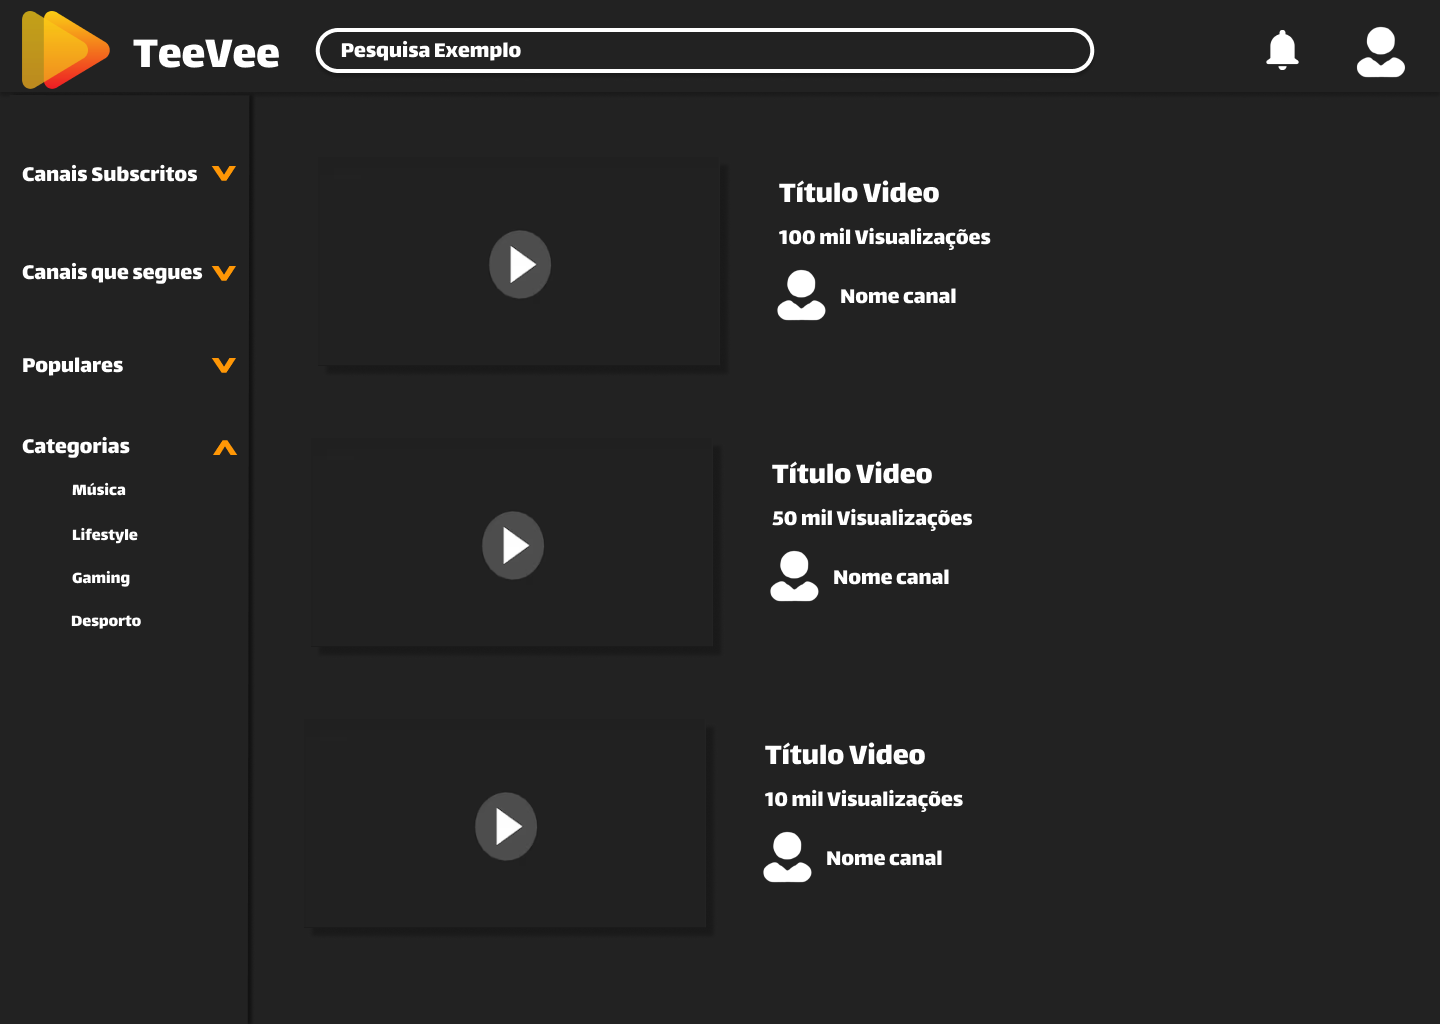 TeeVee
Pesquisa Exemplo
Canais Subscritos
Canais que segues
Populares
Categorias
Música
Lifestyle
Gaming
Desporto
Título Video
100 mil Visualizações
Nome canal
Título Video
50 mil Visualizações
Nome canal
Título Video
10 mil Visualizações
Nome canal